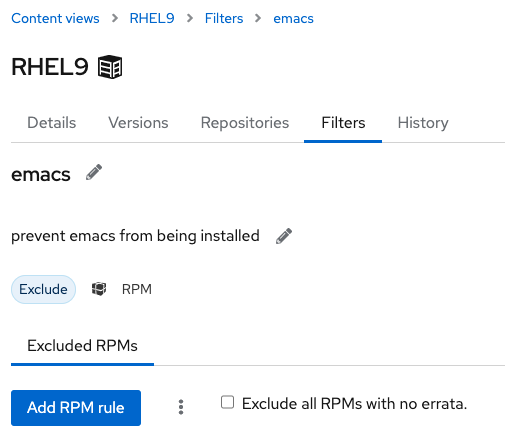 Content views > RHEL9 > Filters > emacs
RHEL9
Details Versions Repositories Filters History
emacs
prevent emacs from being installed
Exclude RPM
Excluded RPMs
Add RPM rule Exclude all RPMs with no errata.